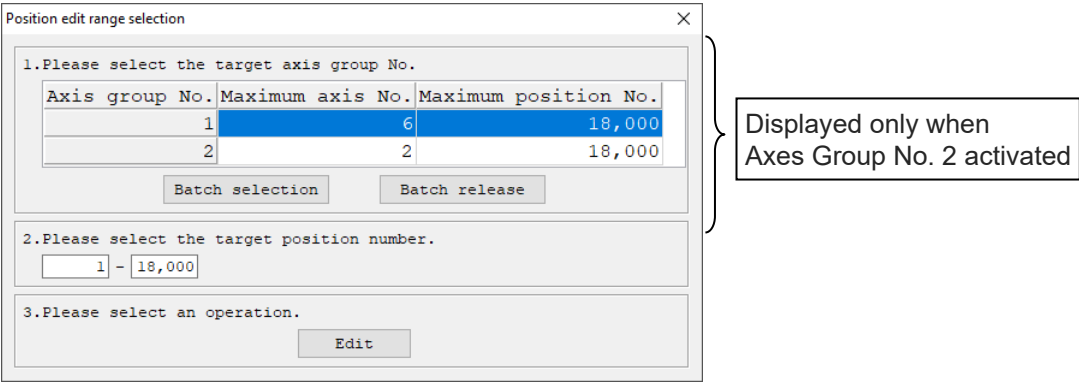 Position edit range selection
1.Please select the target axis group No.
Axis group No. Maximum axis No. Maximum position No.
1 6 18,000
2 2 18,000
Batch selection Batch release
Displayed only when
Axes Group No. 2 activated
2.Please select the target position number.
1 - 18,000
3.Please select an operation.
Edit